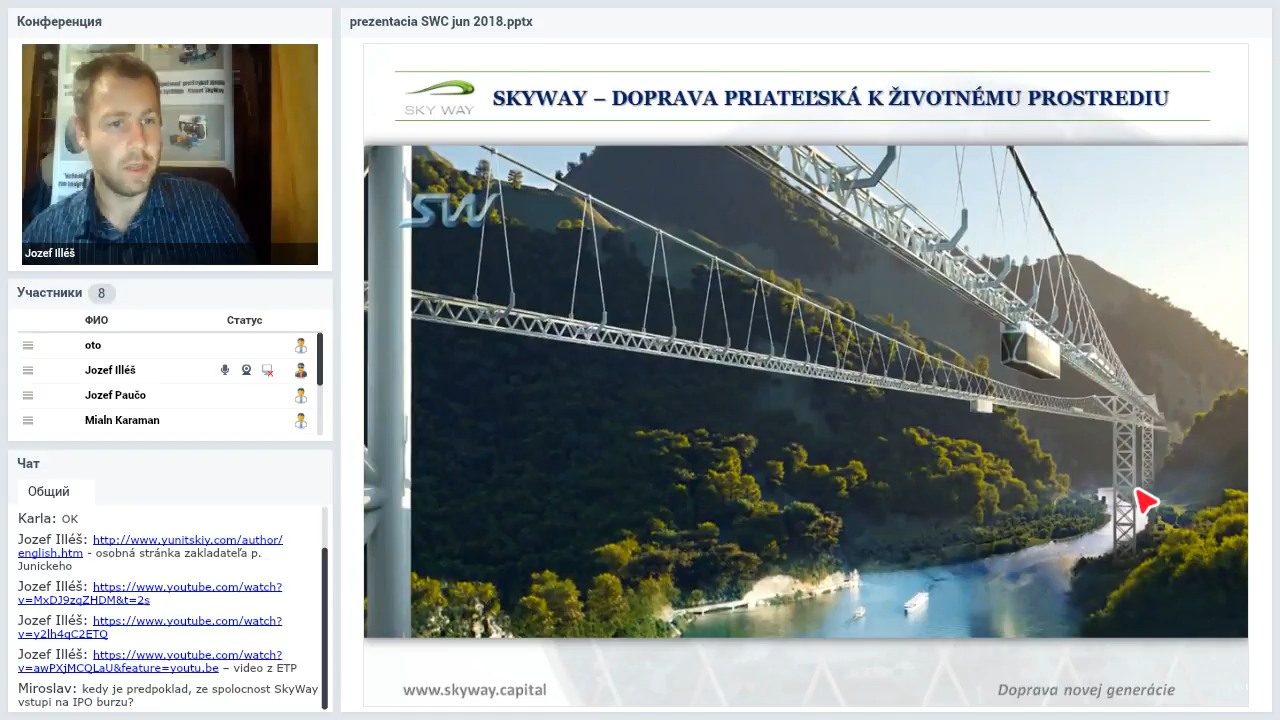 Конференция
Jozef Illéš
Участники 8
ФИО Статус
oto
Jozef Illéš
Jozef Paučo
Mialn Karaman
Чат
Общий
Karla: OK
Jozef Illéš: http://www.yunitskiy.com/author/
english.htm - osobná stránka zakladateľa p.
Junickeho
Jozef Illéš: https://www.youtube.com/watch?
v=MxDJ9zqZHDM&t=2s
Jozef Illéš: https://www.youtube.com/watch?
v=y2lh4qC2ETQ
Jozef Illéš: https://www.youtube.com/watch?
v=awPXjMCQLaU&feature=youtu.be – video z ETP
Miroslav: kedy je predpoklad, ze spolocnost SkyWay
vstupi na IPO burzu?
prezentacia SWC jun 2018.pptx
SKY WAY
SKYWAY – DOPRAVA PRIATEĽSKÁ K ŽIVOTNÉMU PROSTREDIU
SW
www.skyway.capital
Doprava novej generácie